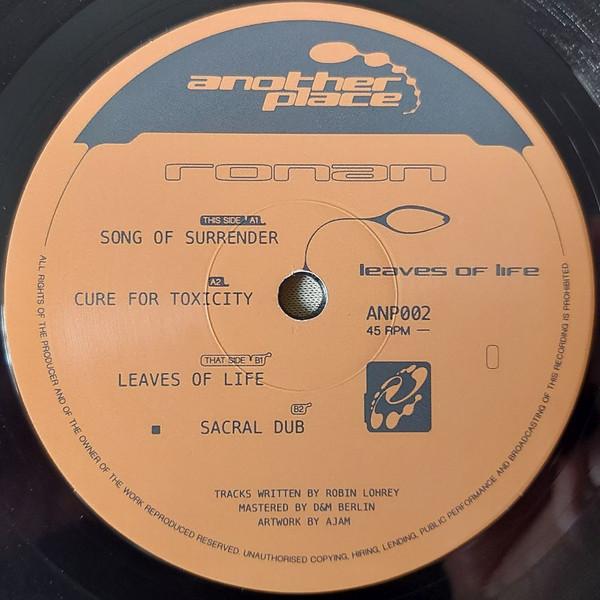 another
place
ronan
THIS SIDE A1
SONG OF SURRENDER
leaves of life
A2
CURE FOR TOXICITY
ANP002
45 RPM —
THAT SIDE B1
LEAVES OF LIFE
B2
SACRAL DUB
TRACKS WRITTEN BY ROBIN LOHREY
MASTERED BY D&M BERLIN
ARTWORK BY AJAM
ALL RIGHTS OF THE PRODUCER AND OF THE OWNER OF THE WORK REPRODUCED RESERVED. UNAUTHORISED COPYING, HIRING, LENDING, PUBLIC PERFORMANCE AND BROADCASTING OF THIS RECORDING IS PROHIBITED